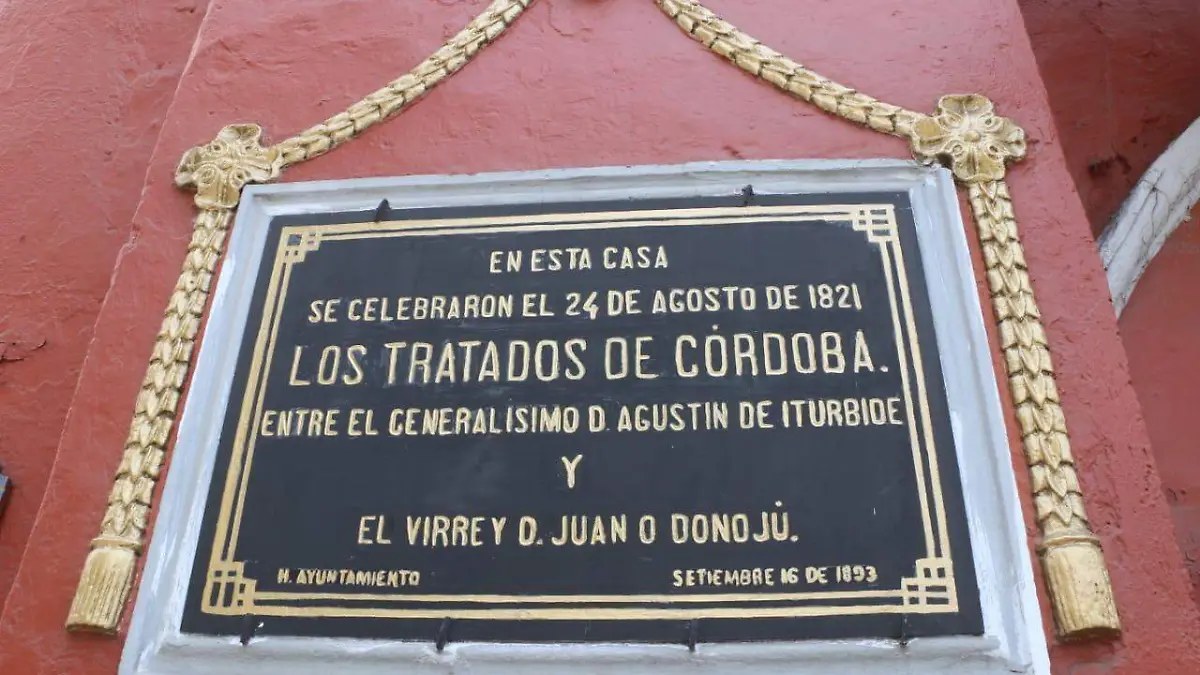 EN ESTA CASA
SE CELEBRARON EL 24 DE AGOSTO DE 1821
LOS TRATADOS DE CÓRDOBA.
ENTRE EL GENERALISIMO D. AGUSTIN DE ITURBIDE
Y
EL VIRREY D. JUAN O DONOJÚ.
H. AYUNTAMIENTO
SETIEMBRE 16 DE 1893